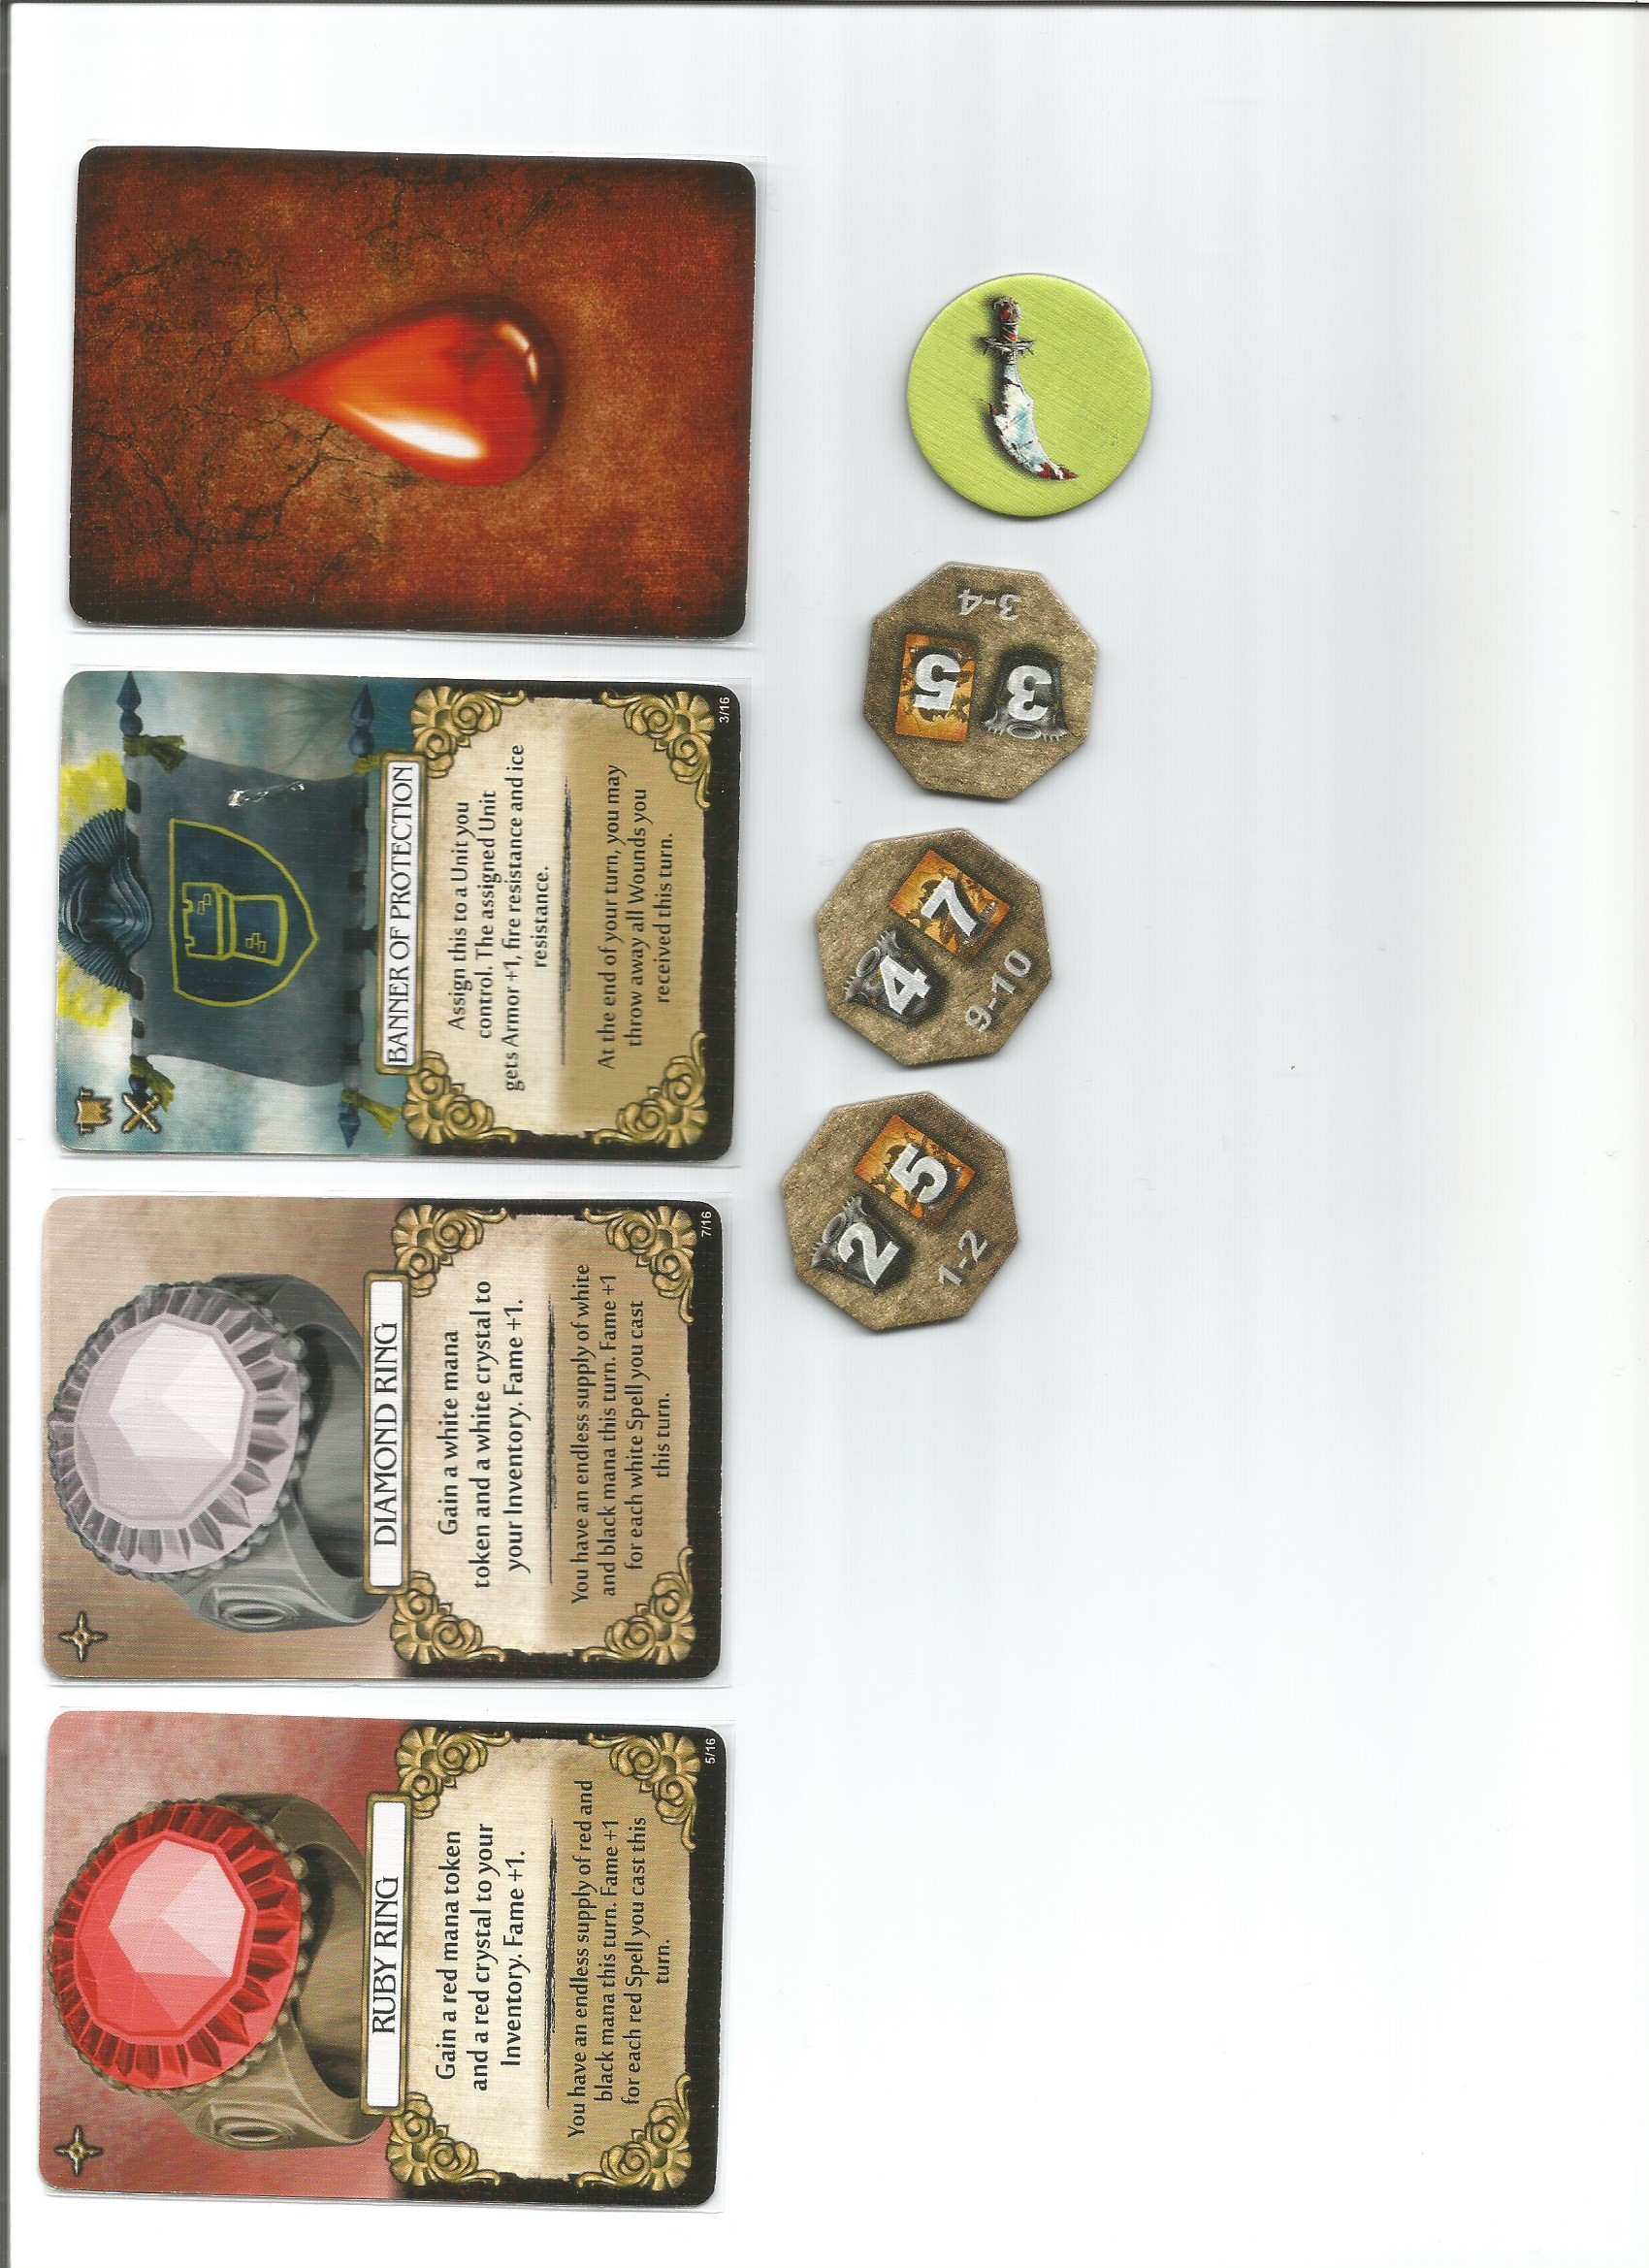 RUBY RING
Gain a red mana token
and a red crystal to your
Inventory. Fame +1.
You have an endless supply of red and
black mana this turn. Fame +1
for each red Spell you cast this
turn.
5/16
DIAMOND RING
Gain a white mana
token and a white crystal to
your Inventory. Fame +1.
You have an endless supply of white
and black mana this turn. Fame +1
for each white Spell you cast
this turn.
7/16
BANNER OF PROTECTION
Assign this to a Unit you
control. The assigned Unit
gets Armor +1, fire resistance and ice
resistance.
At the end of your turn, you may
throw away all Wounds you
received this turn.
3/16
2 5
1-2
4 7
9-10
3 5
3-4